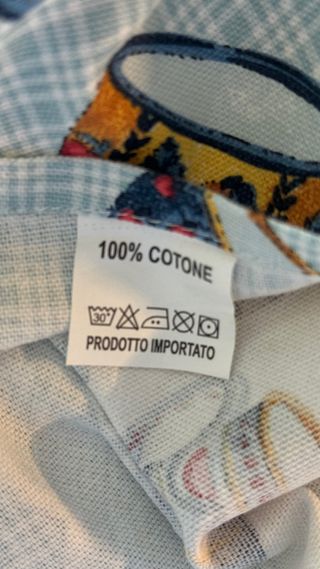 100% COTONE
30°
PRODOTTO IMPORTATO